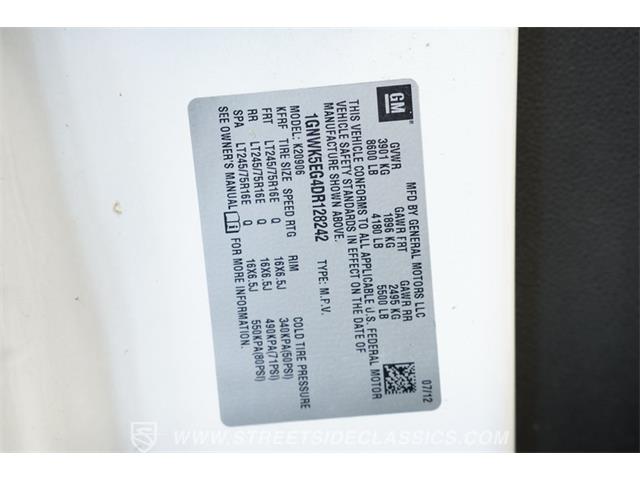 GM
MFD BY GENERAL MOTORS LLC
07/12
GVWR GAWR FRT GAWR RR
3901 KG 1896 KG 2495 KG
8600 LB 4180 LB 5500 LB
THIS VEHICLE CONFORMS TO ALL APPLICABLE U.S. FEDERAL MOTOR
VEHICLE SAFETY STANDARDS IN EFFECT ON THE DATE OF
MANUFACTURE SHOWN ABOVE.
1GNWK5EG4DR128242 TYPE: M.P.V.
MODEL: K20906
KFRF TIRE SIZE SPEED RTG RIM COLD TIRE PRESSURE
FRT LT245/75R16E Q 16X6.5J 340KPA(50PSI)
RR LT245/75R16E Q 16X6.5J 490KPA(71PSI)
SPA LT245/75R16E Q 16X6.5J 550KPA(80PSI)
SEE OWNER'S MANUAL FOR MORE INFORMATION.
WWW.STREETSIDECLASSICS.COM